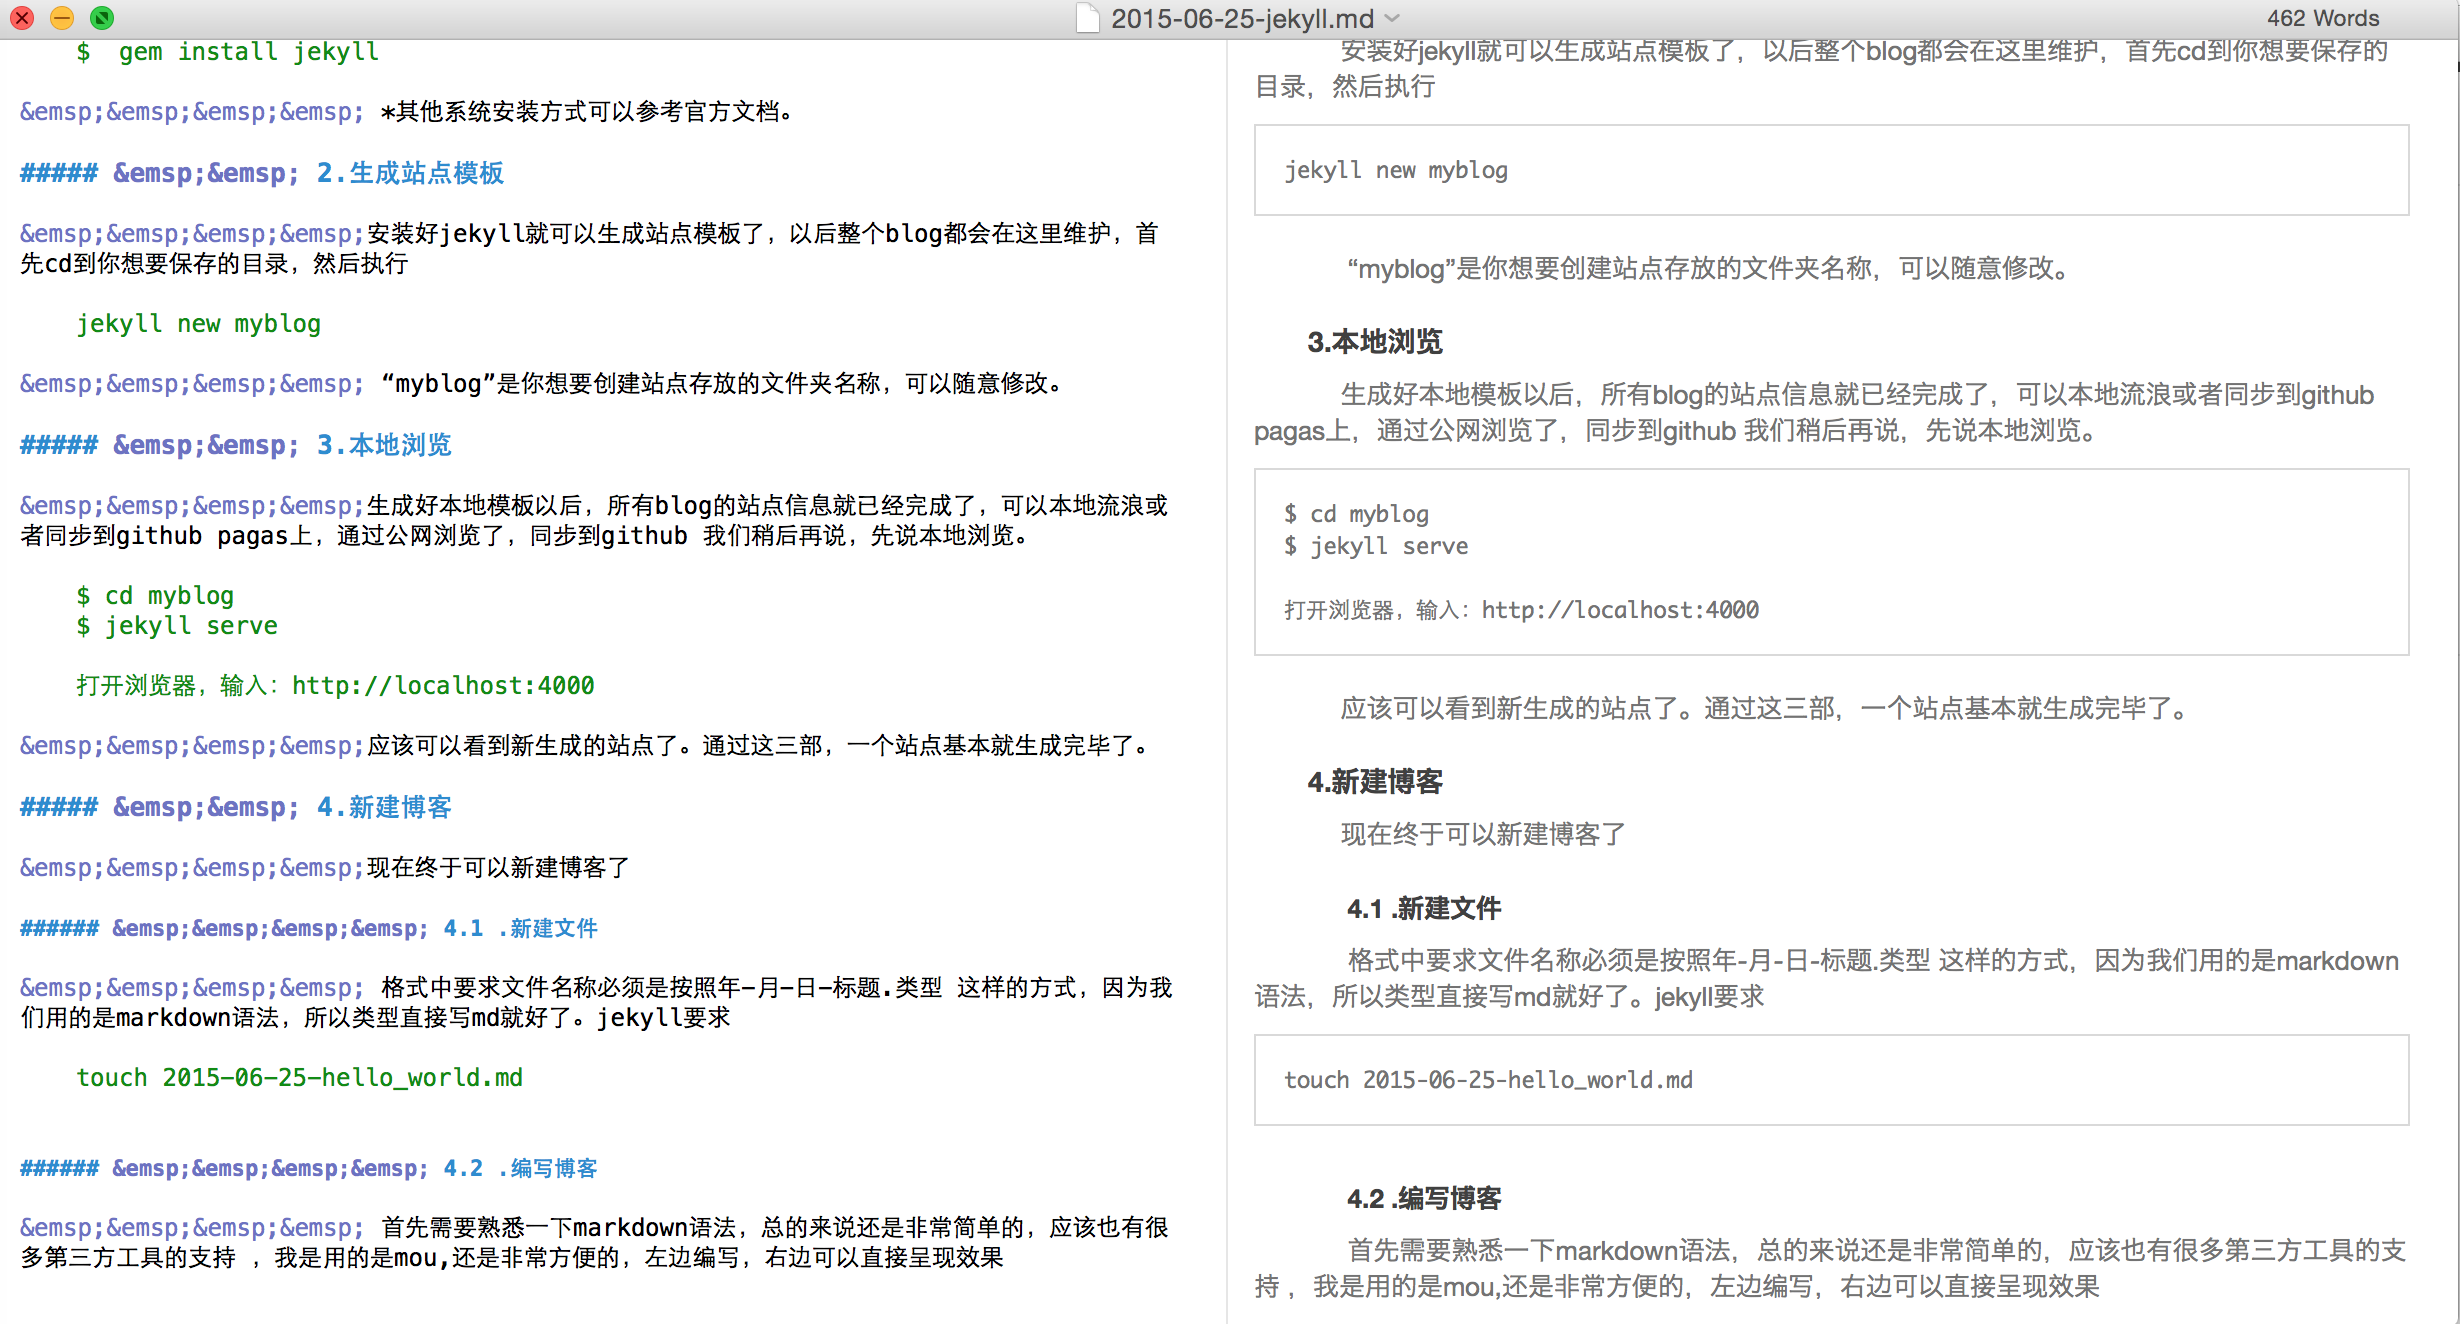 2015-06-25-jekyll.md
462 Words
$  gem install jekyll
&emsp;&emsp;&emsp;&emsp; *其他系统安装方式可以参考官方文档。
##### &emsp;&emsp; 2.生成站点模板
&emsp;&emsp;&emsp;&emsp;安装好jekyll就可以生成站点模板了，以后整个blog都会在这里维护，首
先cd到你想要保存的目录，然后执行
jekyll new myblog
&emsp;&emsp;&emsp;&emsp; “myblog”是你想要创建站点存放的文件夹名称，可以随意修改。
##### &emsp;&emsp; 3.本地浏览
&emsp;&emsp;&emsp;&emsp;生成好本地模板以后，所有blog的站点信息就已经完成了，可以本地流浪或
者同步到github pagas上，通过公网浏览了，同步到github 我们稍后再说，先说本地浏览。
$ cd myblog
$ jekyll serve
打开浏览器，输入：http://localhost:4000
&emsp;&emsp;&emsp;&emsp;应该可以看到新生成的站点了。通过这三部，一个站点基本就生成完毕了。
##### &emsp;&emsp; 4.新建博客
&emsp;&emsp;&emsp;&emsp;现在终于可以新建博客了
###### &emsp;&emsp;&emsp;&emsp; 4.1 .新建文件
&emsp;&emsp;&emsp;&emsp; 格式中要求文件名称必须是按照年-月-日-标题.类型 这样的方式，因为我
们用的是markdown语法，所以类型直接写md就好了。jekyll要求
touch 2015-06-25-hello_world.md
###### &emsp;&emsp;&emsp;&emsp; 4.2 .编写博客
&emsp;&emsp;&emsp;&emsp; 首先需要熟悉一下markdown语法，总的来说还是非常简单的，应该也有很
多第三方工具的支持 ，我是用的是mou,还是非常方便的，左边编写，右边可以直接呈现效果
安装好jekyll就可以生成站点模板了，以后整个blog都会在这里维护，首先cd到你想要保存的
目录，然后执行
jekyll new myblog
“myblog”是你想要创建站点存放的文件夹名称，可以随意修改。
3.本地浏览
生成好本地模板以后，所有blog的站点信息就已经完成了，可以本地流浪或者同步到github
pagas上，通过公网浏览了，同步到github 我们稍后再说，先说本地浏览。
$ cd myblog
$ jekyll serve
打开浏览器，输入：http://localhost:4000
应该可以看到新生成的站点了。通过这三部，一个站点基本就生成完毕了。
4.新建博客
现在终于可以新建博客了
4.1 .新建文件
格式中要求文件名称必须是按照年-月-日-标题.类型 这样的方式，因为我们用的是markdown
语法，所以类型直接写md就好了。jekyll要求
touch 2015-06-25-hello_world.md
4.2 .编写博客
首先需要熟悉一下markdown语法，总的来说还是非常简单的，应该也有很多第三方工具的支
持 ，我是用的是mou,还是非常方便的，左边编写，右边可以直接呈现效果